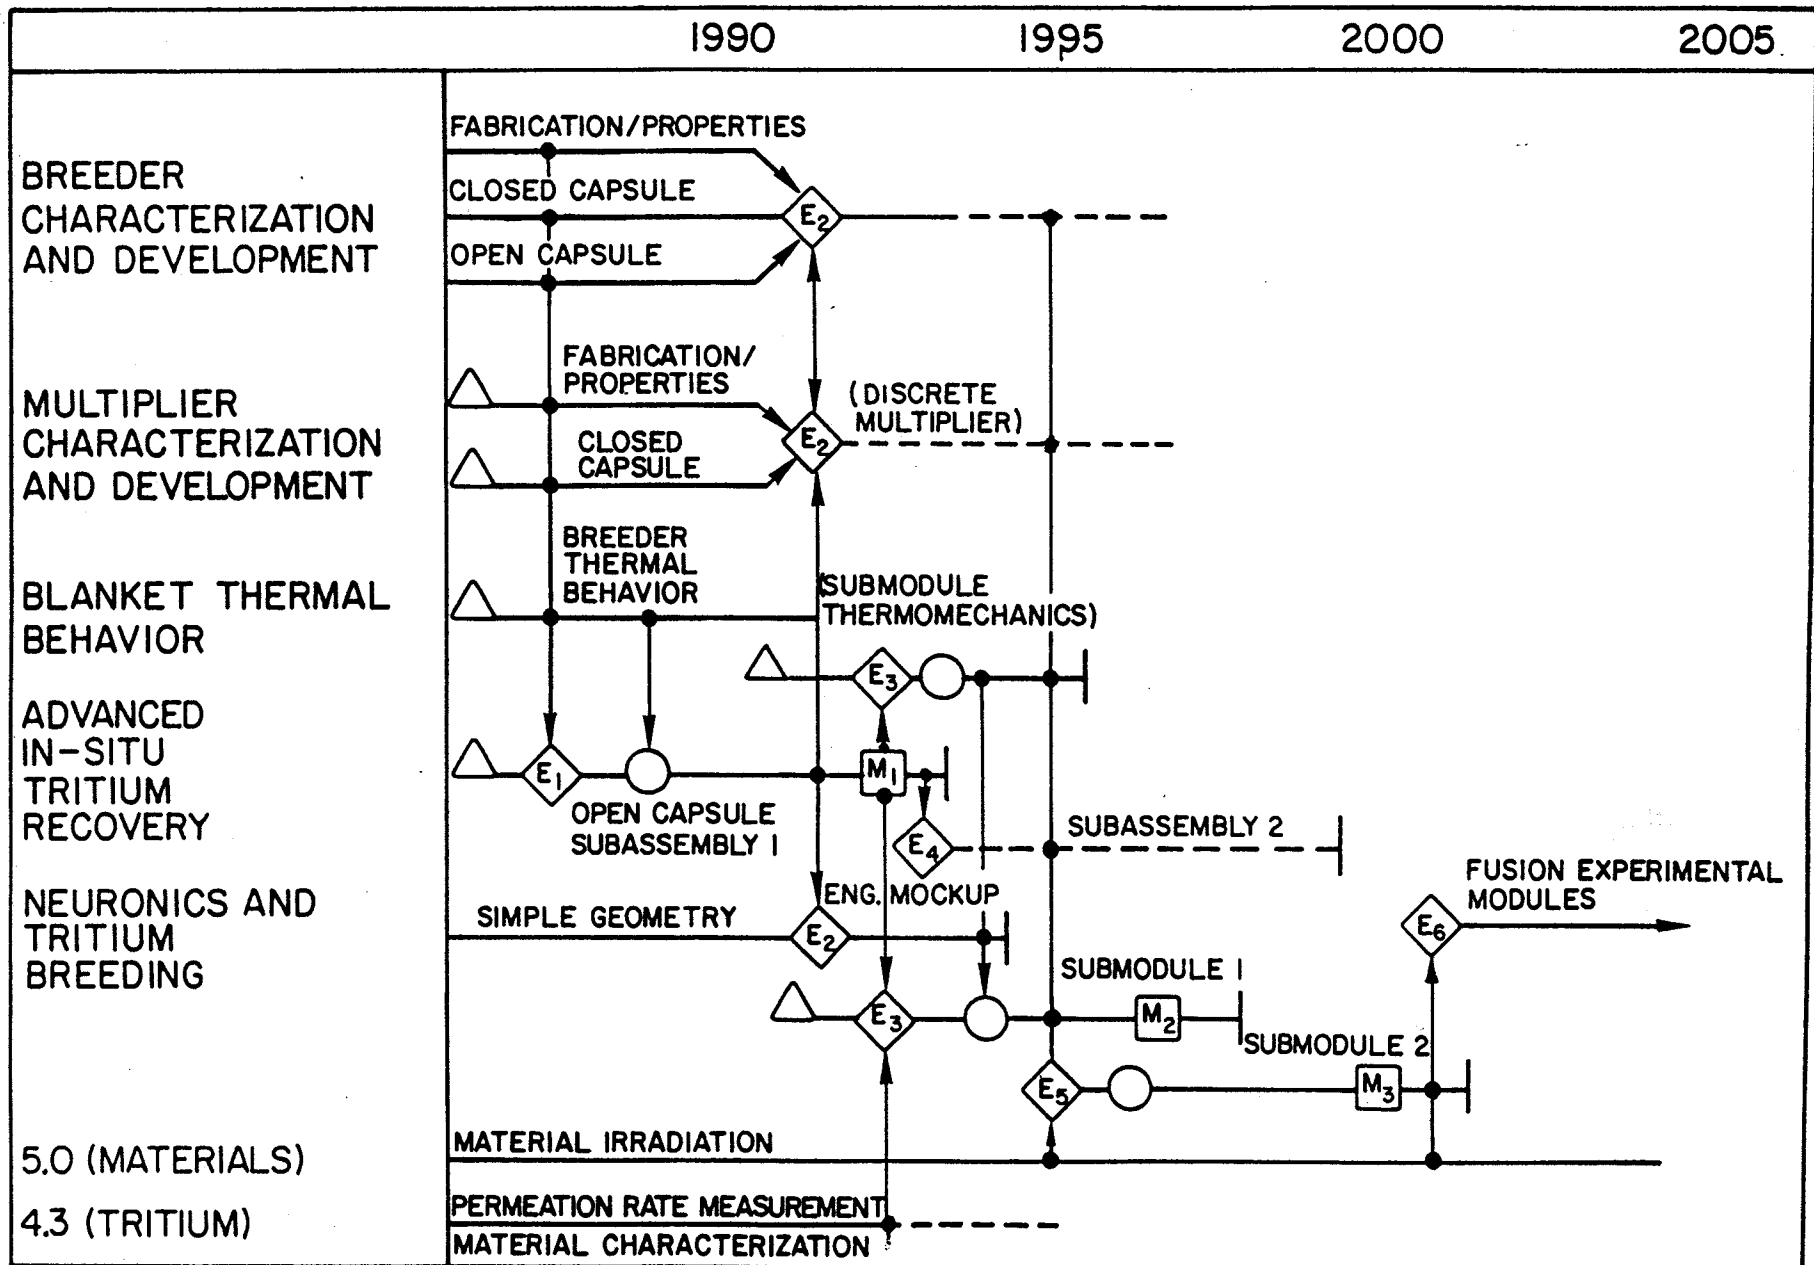 1990 1995 2000 2005
FABRICATION/PROPERTIES
BREEDER
CHARACTERIZATION
AND DEVELOPMENT
CLOSED CAPSULE
E2
OPEN CAPSULE
FABRICATION/
PROPERTIES
MULTIPLIER
CHARACTERIZATION
AND DEVELOPMENT
(DISCRETE
MULTIPLIER)
E2
CLOSED
CAPSULE
BREEDER
THERMAL
BEHAVIOR
BLANKET THERMAL
BEHAVIOR
(SUBMODULE
THERMOMECHANICS)
E3
ADVANCED
IN-SITU
TRITIUM
RECOVERY
E1
M1
OPEN CAPSULE
SUBASSEMBLY 1
E4
SUBASSEMBLY 2
FUSION EXPERIMENTAL
MODULES
NEURONICS AND
TRITIUM
BREEDING
ENG. MOCKUP
SIMPLE GEOMETRY
E2
E6
SUBMODULE 1
E3
M2
SUBMODULE 2
E5
M3
5.0 (MATERIALS)
MATERIAL IRRADIATION
4.3 (TRITIUM)
PERMEATION RATE MEASUREMENT
MATERIAL CHARACTERIZATION